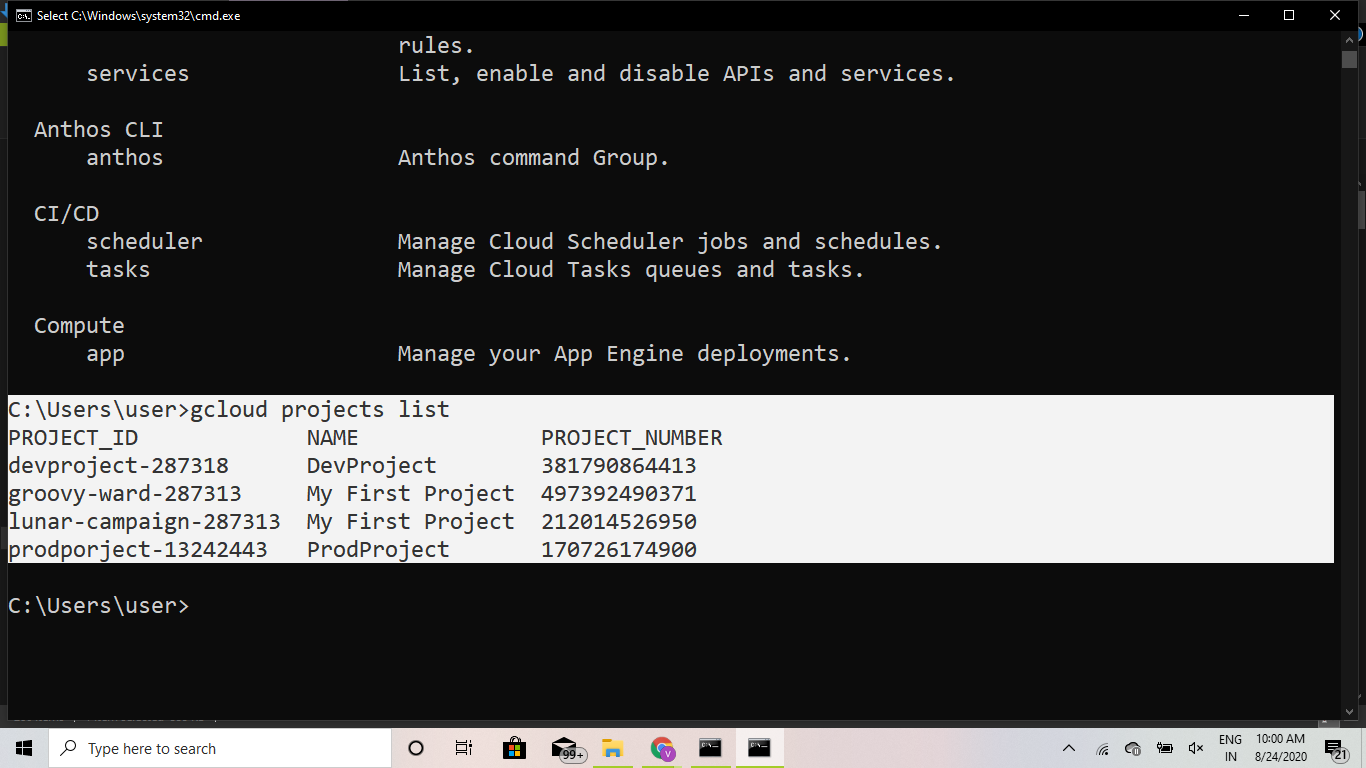 Select C:\Windows\system32\cmd.exe
rules.
services List, enable and disable APIs and services.
Anthos CLI
anthos Anthos command Group.
CI/CD
scheduler Manage Cloud Scheduler jobs and schedules.
tasks Manage Cloud Tasks queues and tasks.
Compute
app Manage your App Engine deployments.
C:\Users\user>gcloud projects list
PROJECT_ID NAME PROJECT_NUMBER
devproject-287318 DevProject 381790864413
groovy-ward-287313 My First Project 497392490371
lunar-campaign-287313 My First Project 212014526950
prodporject-13242443 ProdProject 170726174900
C:\Users\user>
Type here to search
99+
V
ENG
IN
10:00 AM
8/24/2020
21